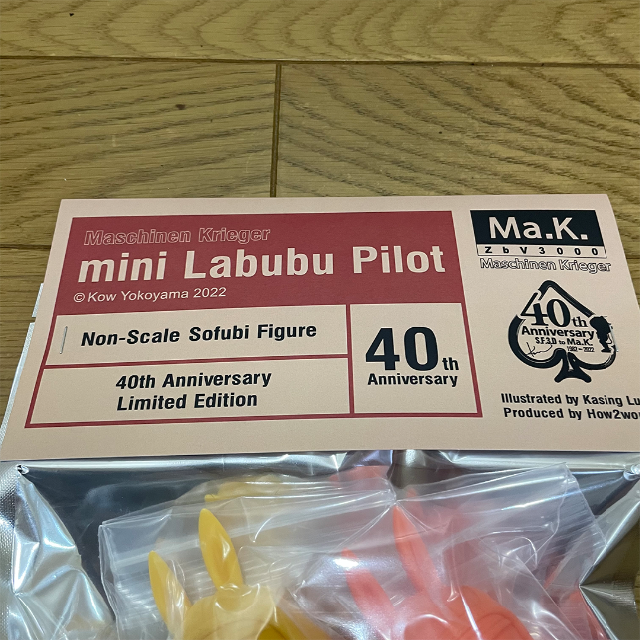 Maschinen Krieger
mini Labubu Pilot
© Kow Yokoyama 2022
Non-Scale Sofubi Figure
40th Anniversary
Limited Edition
40th
Anniversary
Ma.K.
ZbV3000
Maschinen Krieger
40th
Anniversary
S.F.3.D to Ma.K.
1982~2022
Illustrated by Kasing Lu
Produced by How2wo